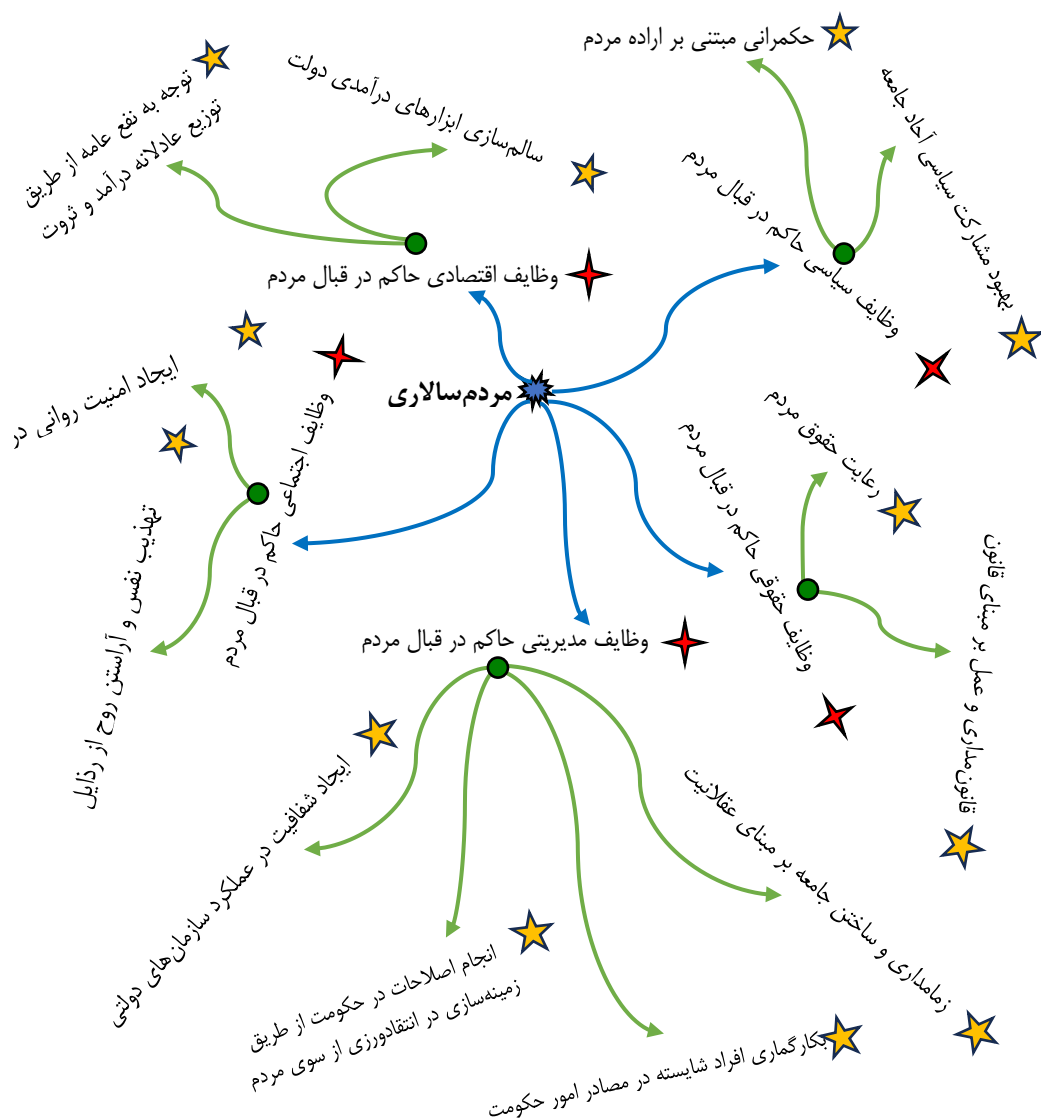 حکمرانی مبتنی بر اراده مردم
بهبود مشارکت سیاسی آحاد جامعه
وظایف سیاسی حاکم در قبال مردم
سالم‌سازی ابزارهای درآمدی دولت
توجه به نفع عامه از طریق
توزیع عادلانه درآمد و ثروت
وظایف اقتصادی حاکم در قبال مردم
مردم‌سالاری
ایجاد امنیت روانی در
وظایف اجتماعی حاکم در قبال مردم
تهذیب نفس و آراستن روح از رذایل
رعایت حقوق مردم
وظایف حقوقی حاکم در قبال مردم
قانون‌مداری و عمل بر مبنای قانون
وظایف مدیریتی حاکم در قبال مردم
ایجاد شفافیت در عملکرد سازمان‌های دولتی
زمامداری و ساختن جامعه بر مبنای عقلانیت
انجام اصلاحات در حکومت از طریق
زمینه‌سازی در انتقادورزی از سوی مردم
بکارگماری افراد شایسته در مصادر امور حکومت